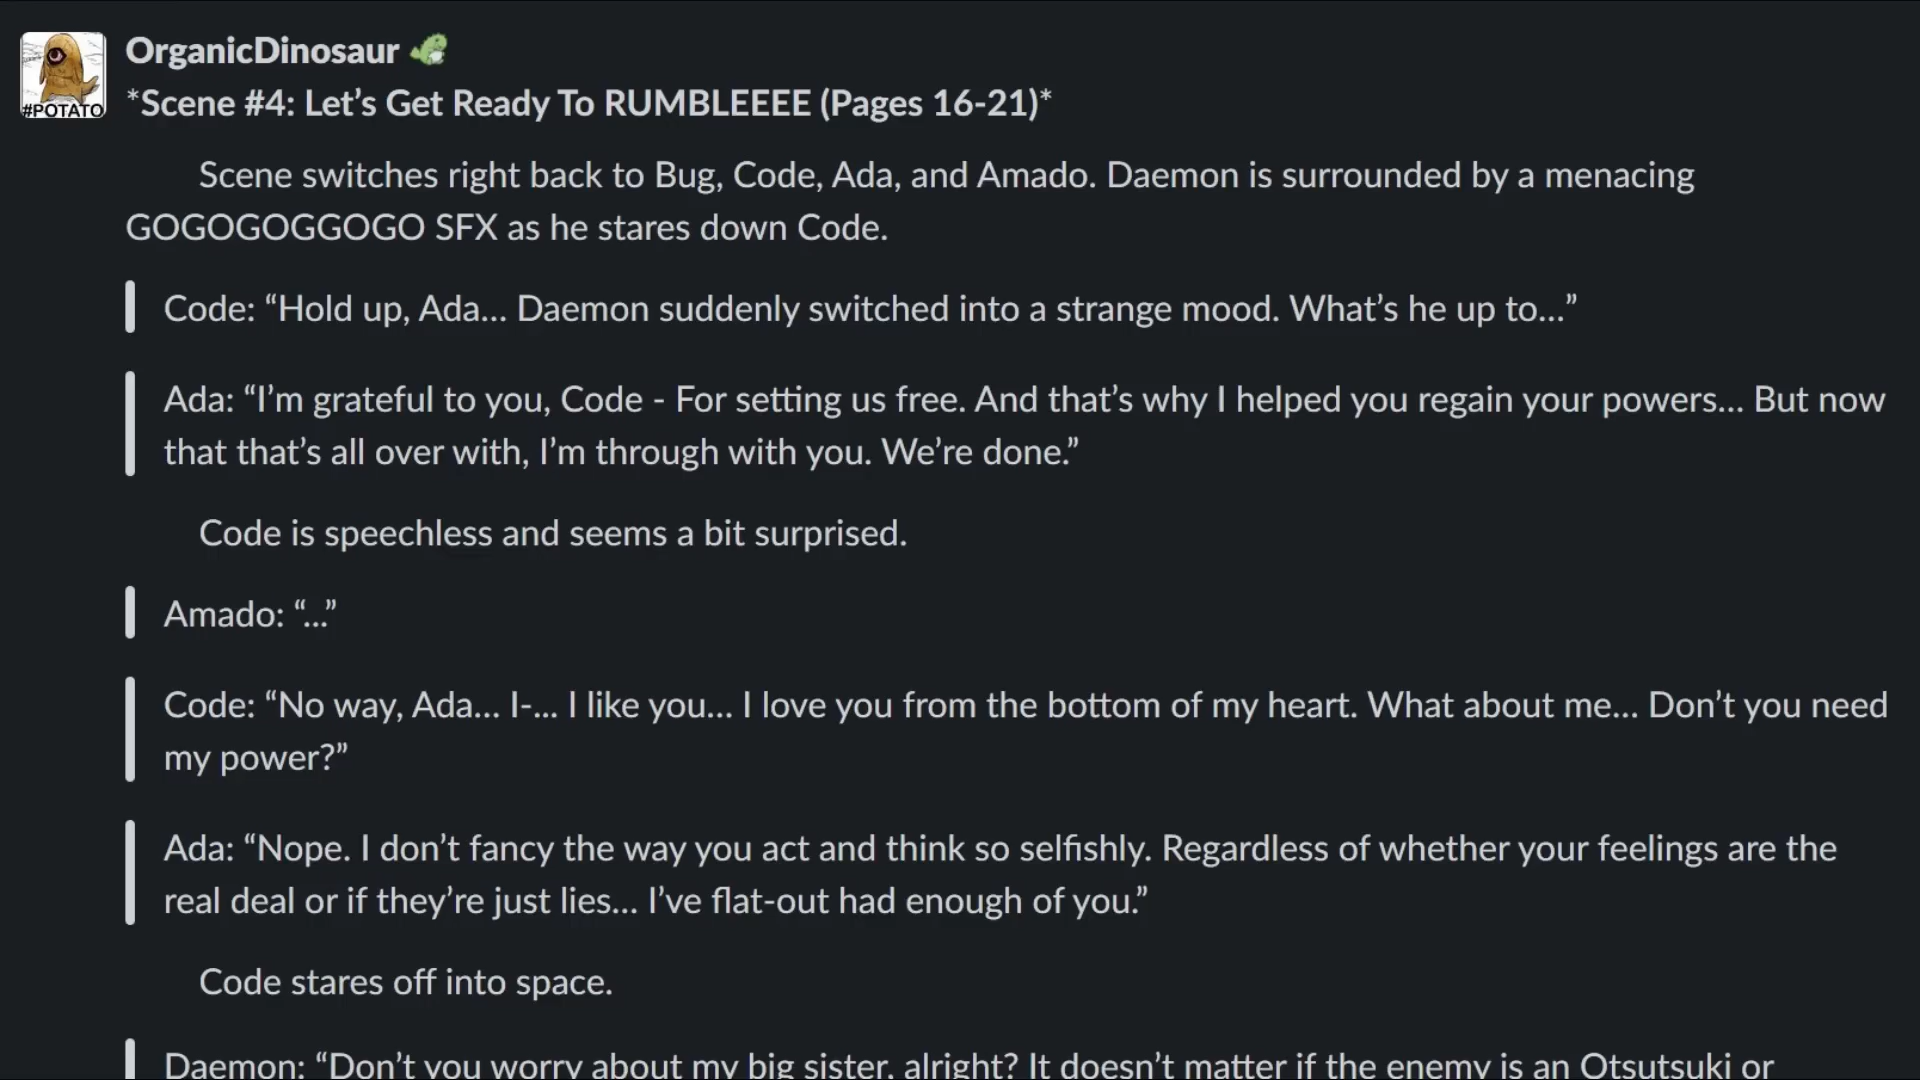 OrganicDinosaur
#POTATO
*Scene #4: Let’s Get Ready To RUMBLEEEE (Pages 16-21)*
Scene switches right back to Bug, Code, Ada, and Amado. Daemon is surrounded by a menacing
GOGOGOGGOGO SFX as he stares down Code.
Code: “Hold up, Ada... Daemon suddenly switched into a strange mood. What’s he up to...”
Ada: “I’m grateful to you, Code - For setting us free. And that’s why I helped you regain your powers... But now
that that’s all over with, I’m through with you. We’re done.”
Code is speechless and seems a bit surprised.
Amado: “...”
Code: “No way, Ada... I-... I like you... I love you from the bottom of my heart. What about me... Don’t you need
my power?”
Ada: “Nope. I don’t fancy the way you act and think so selfishly. Regardless of whether your feelings are the
real deal or if they’re just lies... I’ve flat-out had enough of you.”
Code stares off into space.
Daemon: “Don’t you worry about my big sister, alright? It doesn’t matter if the enemy is an Otsutsuki or